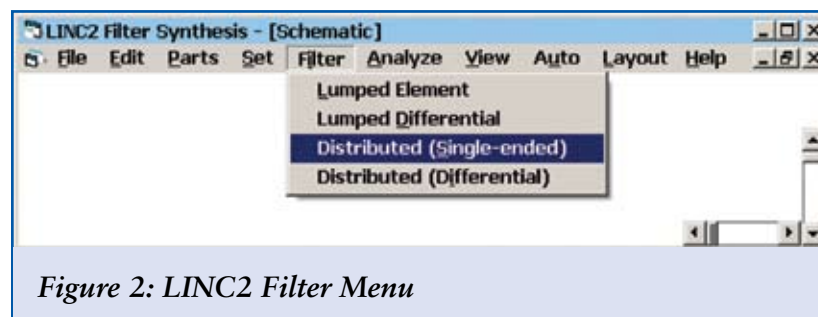 LINC2 Filter Synthesis - [Schematic]
File Edit Parts Set Filter Analyze View Auto Layout Help
Lumped Element
Lumped Differential
Distributed (Single-ended)
Distributed (Differential)
Figure 2: LINC2 Filter Menu